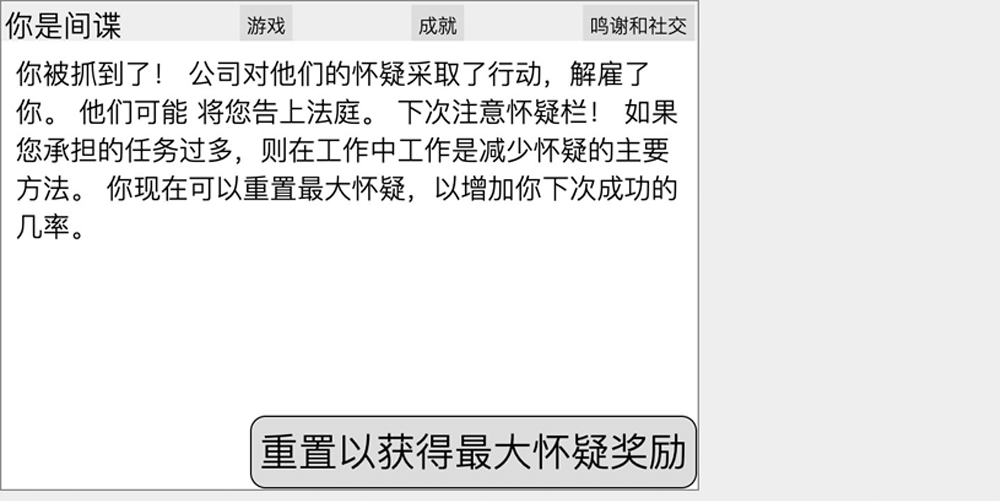 你是间谍 游戏 成就 鸣谢和社交
你被抓到了！ 公司对他们的怀疑采取了行动，解雇了
你。 他们可能 将您告上法庭。 下次注意怀疑栏！ 如果
您承担的任务过多，则在工作中工作是减少怀疑的主要
方法。 你现在可以重置最大怀疑，以增加你下次成功的
几率。
重置以获得最大怀疑奖励